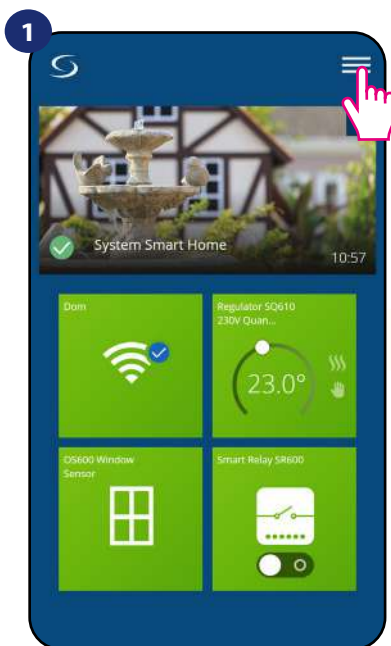 1
System Smart Home
10:57
Dom
Regulator SQ610
230V Quan...
23.0°
OS600 Window
Sensor
Smart Relay SR600